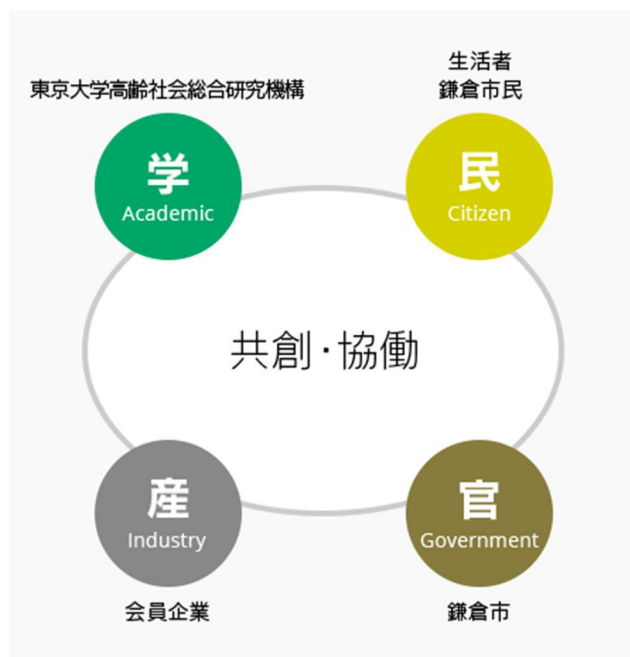 東京大学高齢社会総合研究機構
生活者
鎌倉市民
学
Academic
民
Citizen
共創・協働
産
Industry
官
Government
会員企業
鎌倉市